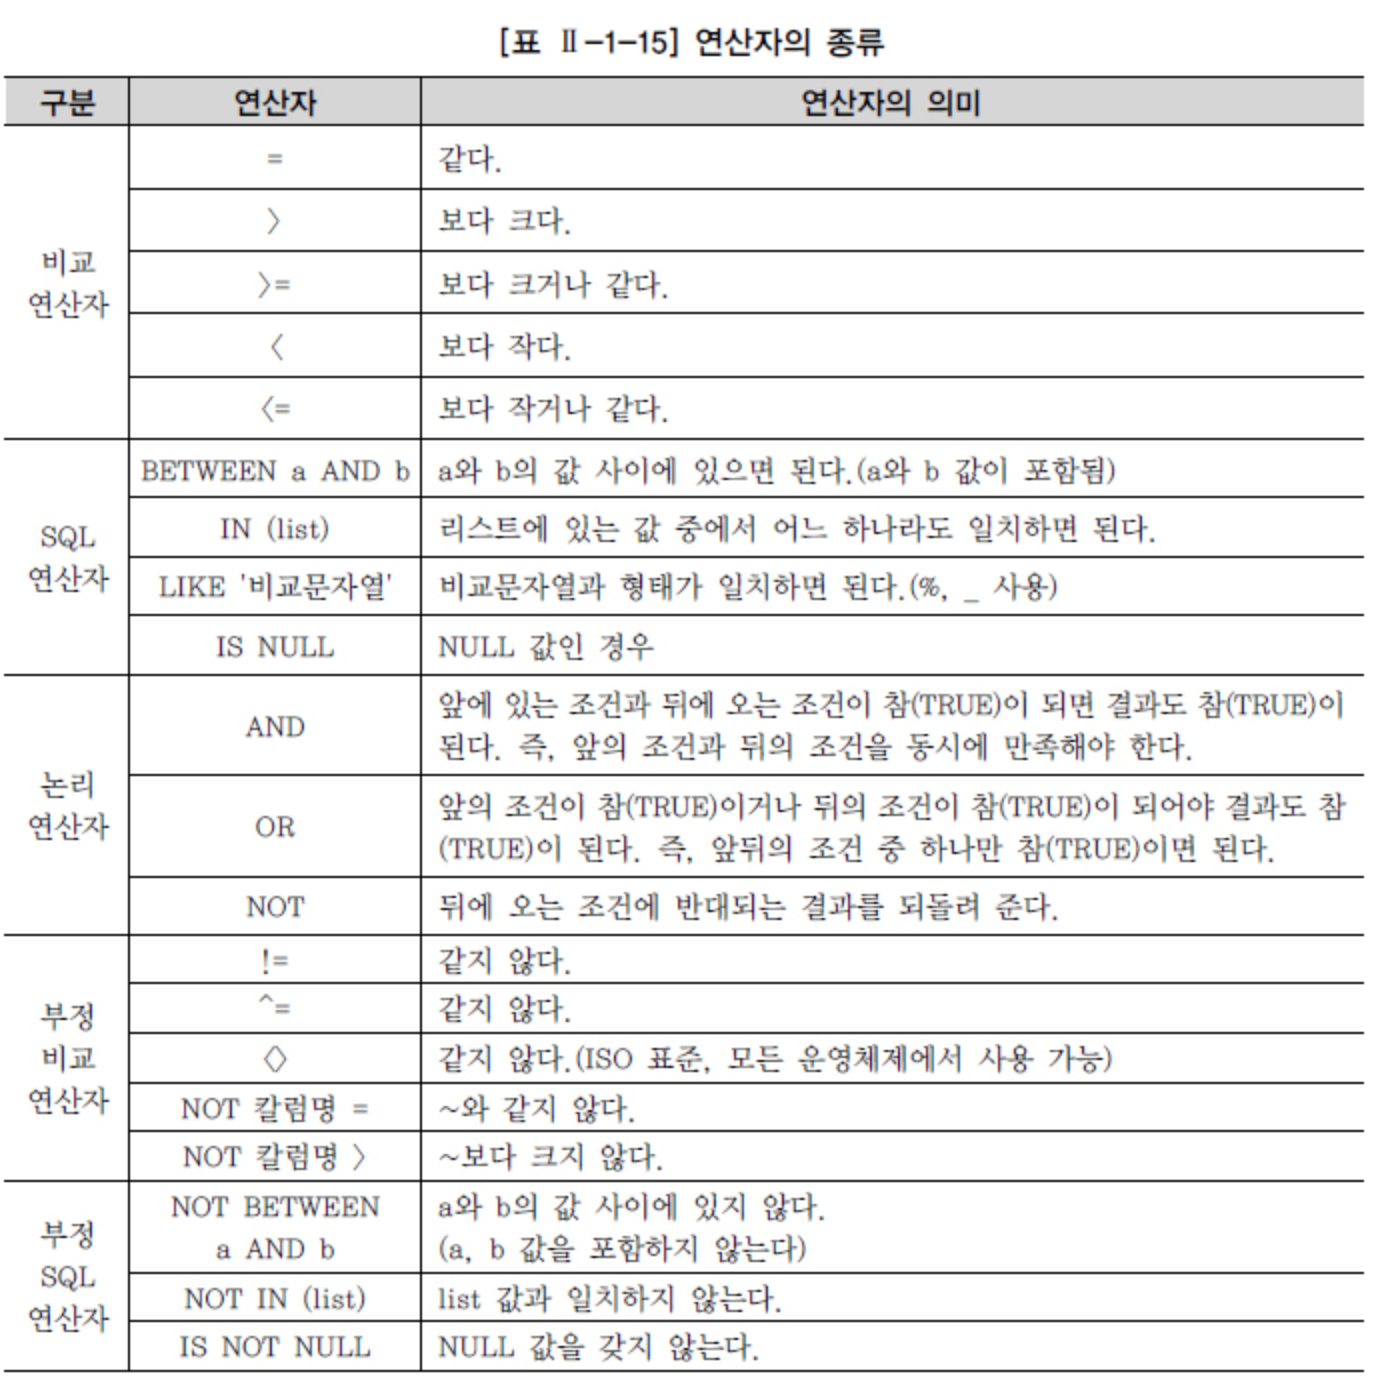 [표 Ⅱ-1-15] 연산자의 종류
구분 연산자 연산자의 의미
비교
연산자
= 같다.
> 보다 크다.
>= 보다 크거나 같다.
< 보다 작다.
<= 보다 작거나 같다.
SQL
연산자
BETWEEN a AND b a와 b의 값 사이에 있으면 된다.(a와 b 값이 포함됨)
IN (list) 리스트에 있는 값 중에서 어느 하나라도 일치하면 된다.
LIKE '비교문자열' 비교문자열과 형태가 일치하면 된다.(%, _ 사용)
IS NULL NULL 값인 경우
논리
연산자
AND 앞에 있는 조건과 뒤에 오는 조건이 참(TRUE)이 되면 결과도 참(TRUE)이
된다. 즉, 앞의 조건과 뒤의 조건을 동시에 만족해야 한다.
OR 앞의 조건이 참(TRUE)이거나 뒤의 조건이 참(TRUE)이 되어야 결과도 참
(TRUE)이 된다. 즉, 앞뒤의 조건 중 하나만 참(TRUE)이면 된다.
NOT 뒤에 오는 조건에 반대되는 결과를 되돌려 준다.
부정
비교
연산자
!= 같지 않다.
^= 같지 않다.
<> 같지 않다.(ISO 표준, 모든 운영체제에서 사용 가능)
NOT 칼럼명 = ~와 같지 않다.
NOT 칼럼명 > ~보다 크지 않다.
부정
SQL
연산자
NOT BETWEEN
a AND b
a와 b의 값 사이에 있지 않다.
(a, b 값을 포함하지 않는다)
NOT IN (list) list 값과 일치하지 않는다.
IS NOT NULL NULL 값을 갖지 않는다.